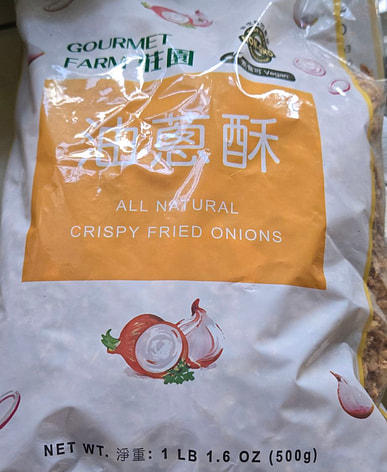 GOURMET
FARM 莊園
Vegan
油蔥酥
ALL NATURAL
CRISPY FRIED ONIONS
NET WT. 淨重: 1 LB 1.6 OZ (500g)